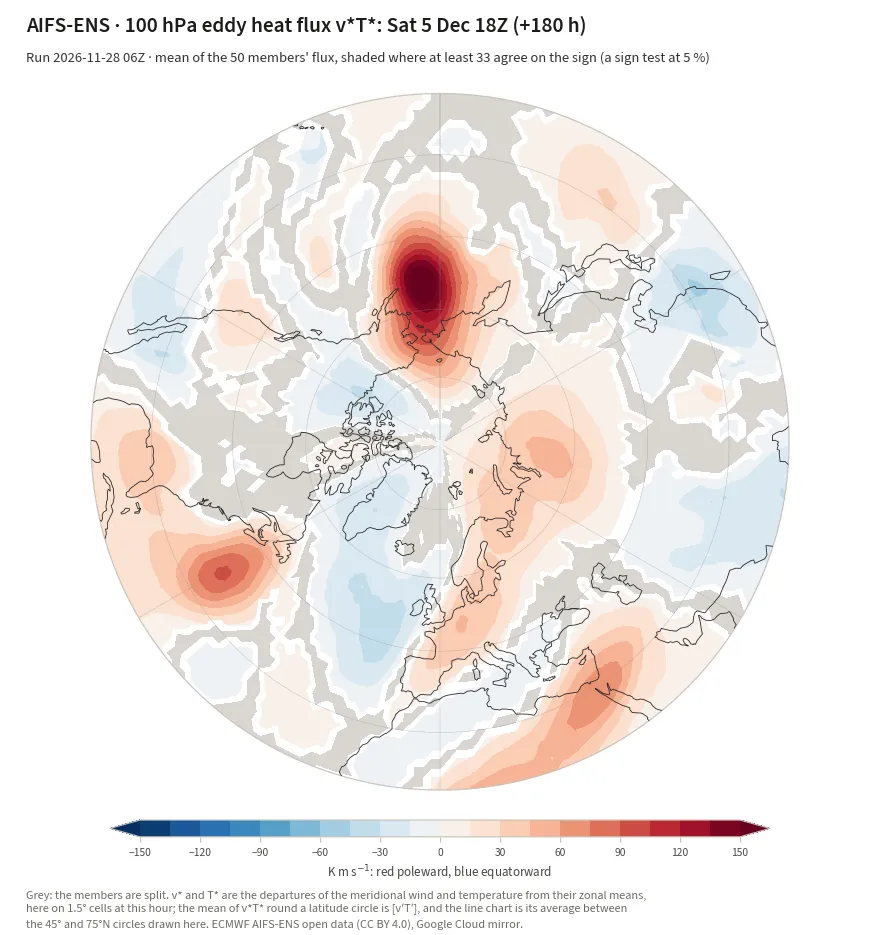 AIFS-ENS · 100 hPa eddy heat flux v*T*: Sat 5 Dec 18Z (+180 h)
Run 2026-11-28 06Z · mean of the 50 members' flux, shaded where at least 33 agree on the sign (a sign test at 5 %)
−150 −120 −90 −60 −30 0 30 60 90 120 150
K m s⁻¹: red poleward, blue equatorward
Grey: the members are split. v* and T* are the departures of the meridional wind and temperature from their zonal means,
here on 1.5° cells at this hour; the mean of v*T* round a latitude circle is [v'T'], and the line chart is its average between
the 45° and 75°N circles drawn here. ECMWF AIFS-ENS open data (CC BY 4.0), Google Cloud mirror.